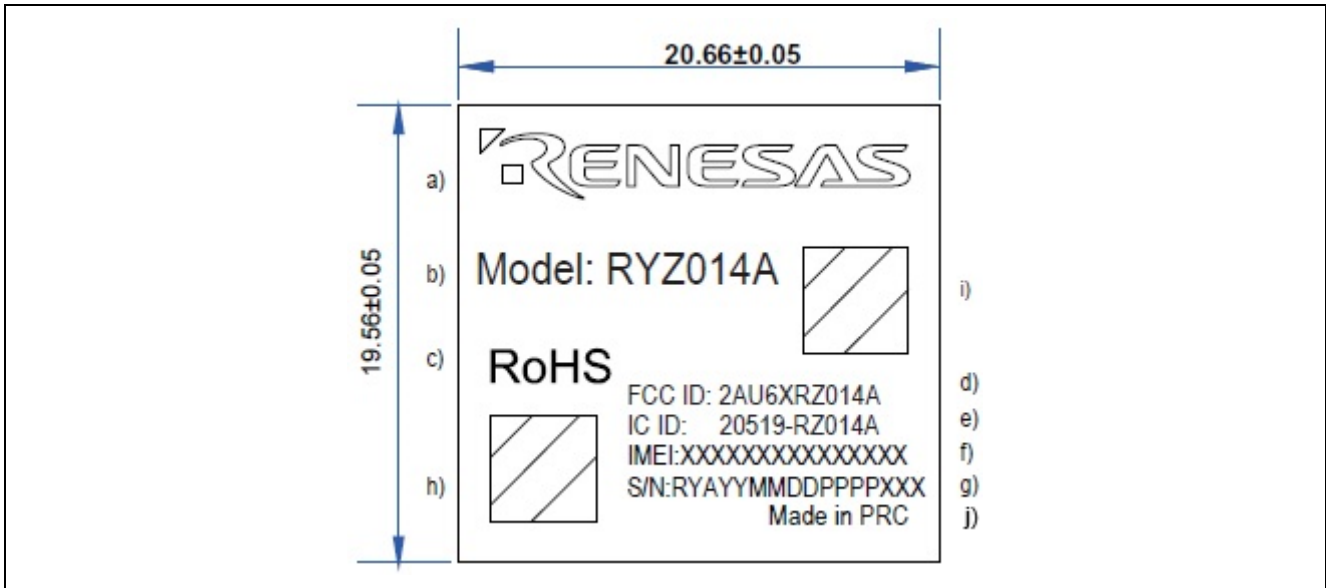 20.66±0.05
19.56±0.05
a)
RENESAS
b)
Model: RYZ014A
i)
c)
RoHS
d)
FCC ID: 2AU6XRZ014A
e)
IC ID: 20519-RZ014A
f)
IMEI:XXXXXXXXXXXXXXX
h)
S/N:RYAYYMMDDPPPPXXX
g)
Made in PRC
j)